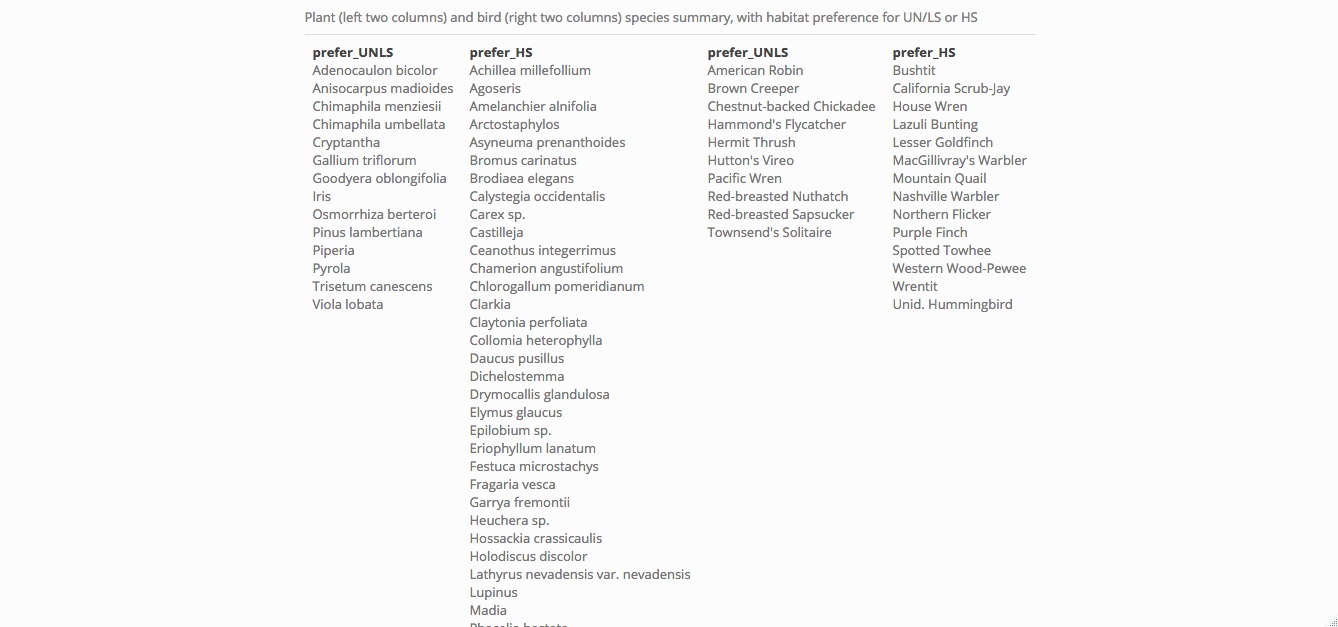 Plant (left two columns) and bird (right two columns) species summary, with habitat preference for UN/LS or HS
prefer_UNLS prefer_HS prefer_UNLS prefer_HS
Adenocaulon bicolor Achillea millefollium American Robin Bushtit
Anisocarpus madioides Agoseris Brown Creeper California Scrub-Jay
Chimaphila menziesii Amelanchier alnifolia Chestnut-backed Chickadee House Wren
Chimaphila umbellata Arctostaphylos Hammond's Flycatcher Lazuli Bunting
Cryptantha Asyneuma prenanthoides Hermit Thrush Lesser Goldfinch
Gallium triflorum Bromus carinatus Hutton's Vireo MacGillivray's Warbler
Goodyera oblongifolia Brodiaea elegans Pacific Wren Mountain Quail
Iris Calystegia occidentalis Red-breasted Nuthatch Nashville Warbler
Osmorrhiza berteroi Carex sp. Red-breasted Sapsucker Northern Flicker
Pinus lambertiana Castilleja Townsend's Solitaire Purple Finch
Piperia Ceanothus integerrimus Spotted Towhee
Pyrola Chamerion angustifolium Western Wood-Pewee
Trisetum canescens Chlorogallum pomeridianum Wrentit
Viola lobata Clarkia Unid. Hummingbird
Claytonia perfoliata
Collomia heterophylla
Daucus pusillus
Dichelostemma
Drymocallis glandulosa
Elymus glaucus
Epilobium sp.
Eriophyllum lanatum
Festuca microstachys
Fragaria vesca
Garrya fremontii
Heuchera sp.
Hossackia crassicaulis
Holodiscus discolor
Lathyrus nevadensis var. nevadensis
Lupinus
Madia